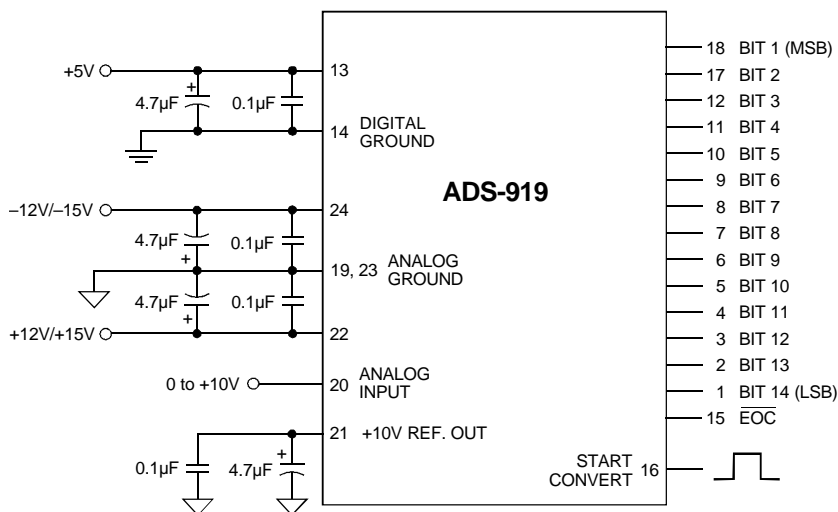 +5V
+
4.7µF
0.1µF
13
14 DIGITAL
GROUND
–12V/–15V
24
4.7µF
+
0.1µF
19, 23 ANALOG
GROUND
4.7µF
+
0.1µF
+12V/+15V
22
0 to +10V
20 ANALOG
INPUT
21 +10V REF. OUT
0.1µF
4.7µF
+
ADS-919
18 BIT 1 (MSB)
17 BIT 2
12 BIT 3
11 BIT 4
10 BIT 5
9 BIT 6
8 BIT 7
7 BIT 8
6 BIT 9
5 BIT 10
4 BIT 11
3 BIT 12
2 BIT 13
1 BIT 14 (LSB)
15 E̅O̅C̅
START
CONVERT 16